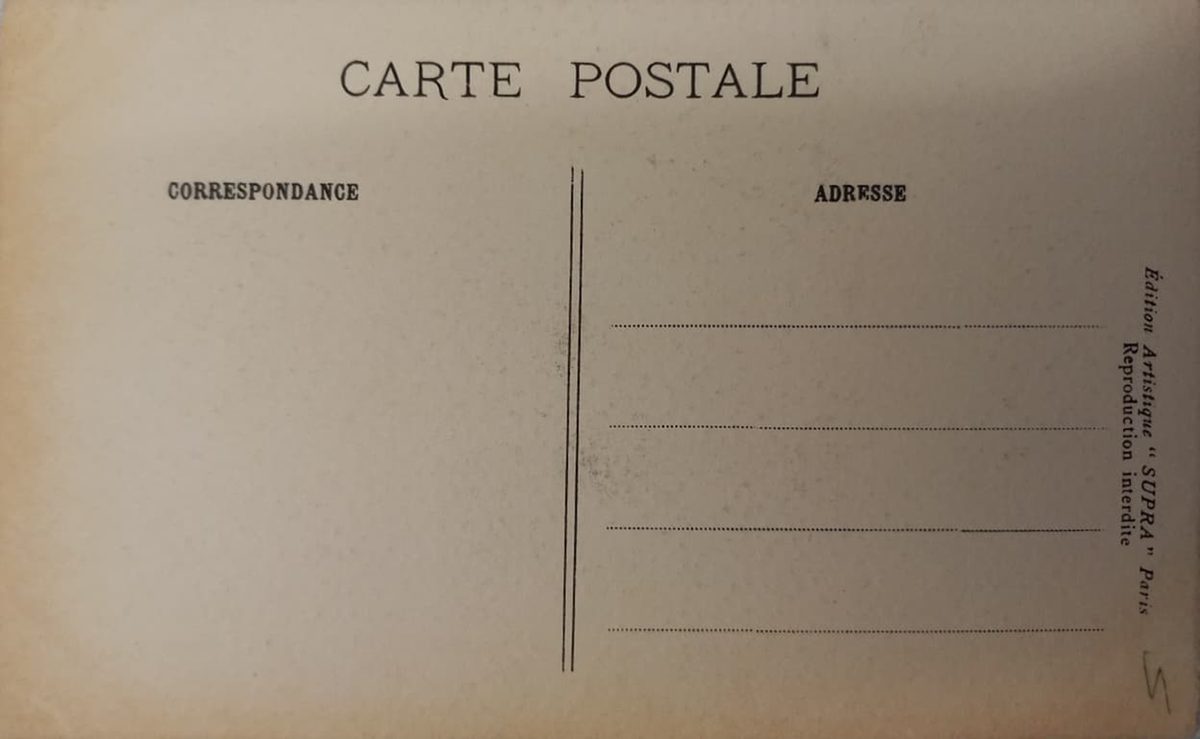 CARTE POSTALE
CORRESPONDANCE
ADRESSE
Édition Artistique “ SUPRA ” Paris
Reproduction interdite